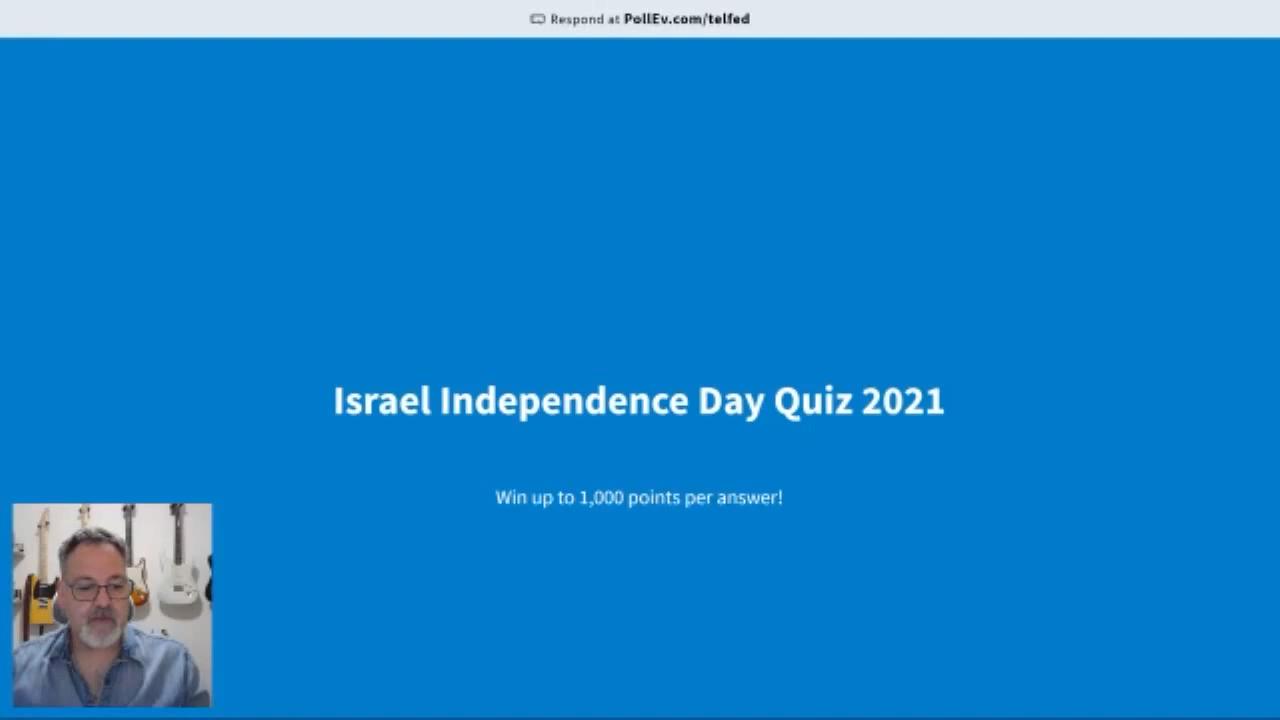 Respond at PollEv.com/telfed
Israel Independence Day Quiz 2021
Win up to 1,000 points per answer!